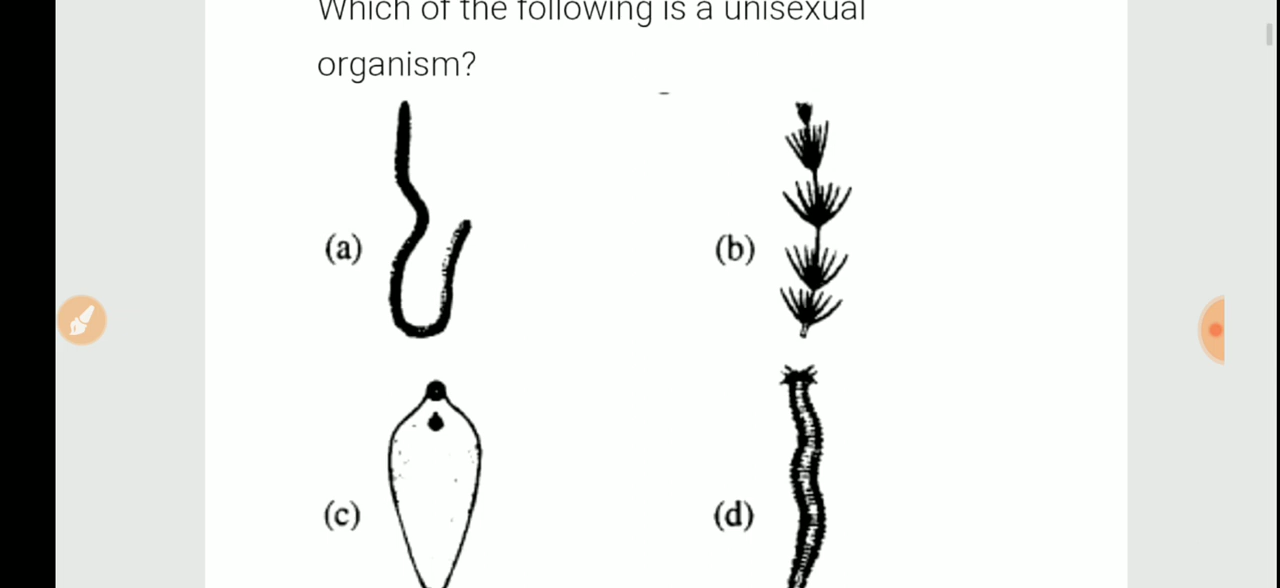 Which of the following is a unisexual
organism?
(a)
(b)
(c)
(d)